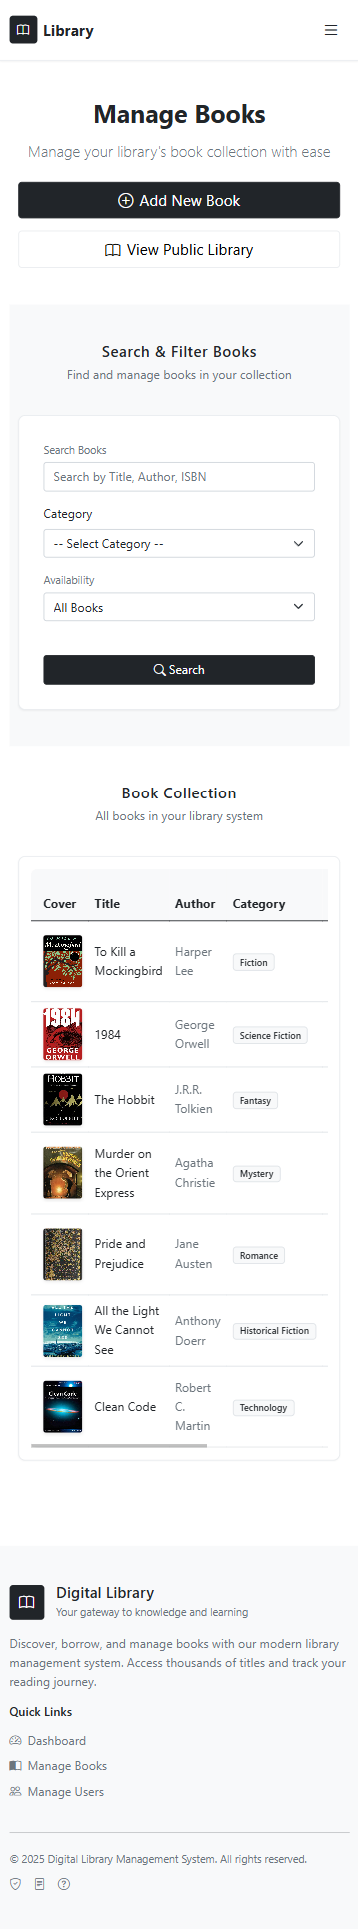 Library
Manage Books
Manage your library's book collection with ease
Add New Book
View Public Library
Search & Filter Books
Find and manage books in your collection
Search Books
Search by Title, Author, ISBN
Category
-- Select Category --
Availability
All Books
Search
Book Collection
All books in your library system
Cover Title Author Category
To Kill a Mockingbird Harper Lee Fiction
1984
GEORGE
ORWELL
1984 George Orwell Science Fiction
HOBBIT
The Hobbit J.R.R. Tolkien Fantasy
Murder on the Orient Express Agatha Christie Mystery
Pride and Prejudice Jane Austen Romance
All the Light We Cannot See Anthony Doerr Historical Fiction
Clean Code
Clean Code Robert C. Martin Technology
Digital Library
Your gateway to knowledge and learning
Discover, borrow, and manage books with our modern library
management system. Access thousands of titles and track your
reading journey.
Quick Links
Dashboard
Manage Books
Manage Users
© 2025 Digital Library Management System. All rights reserved.